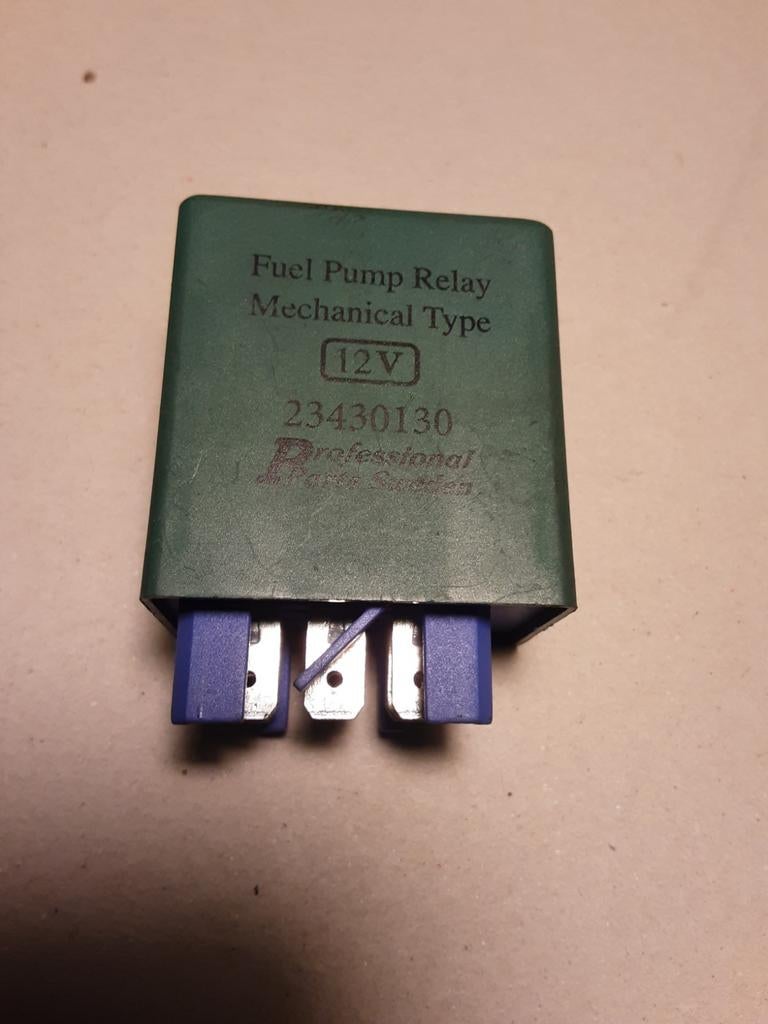 Fuel Pump Relay
Mechanical Type
12V
23430130
Professional
Parts Sweden